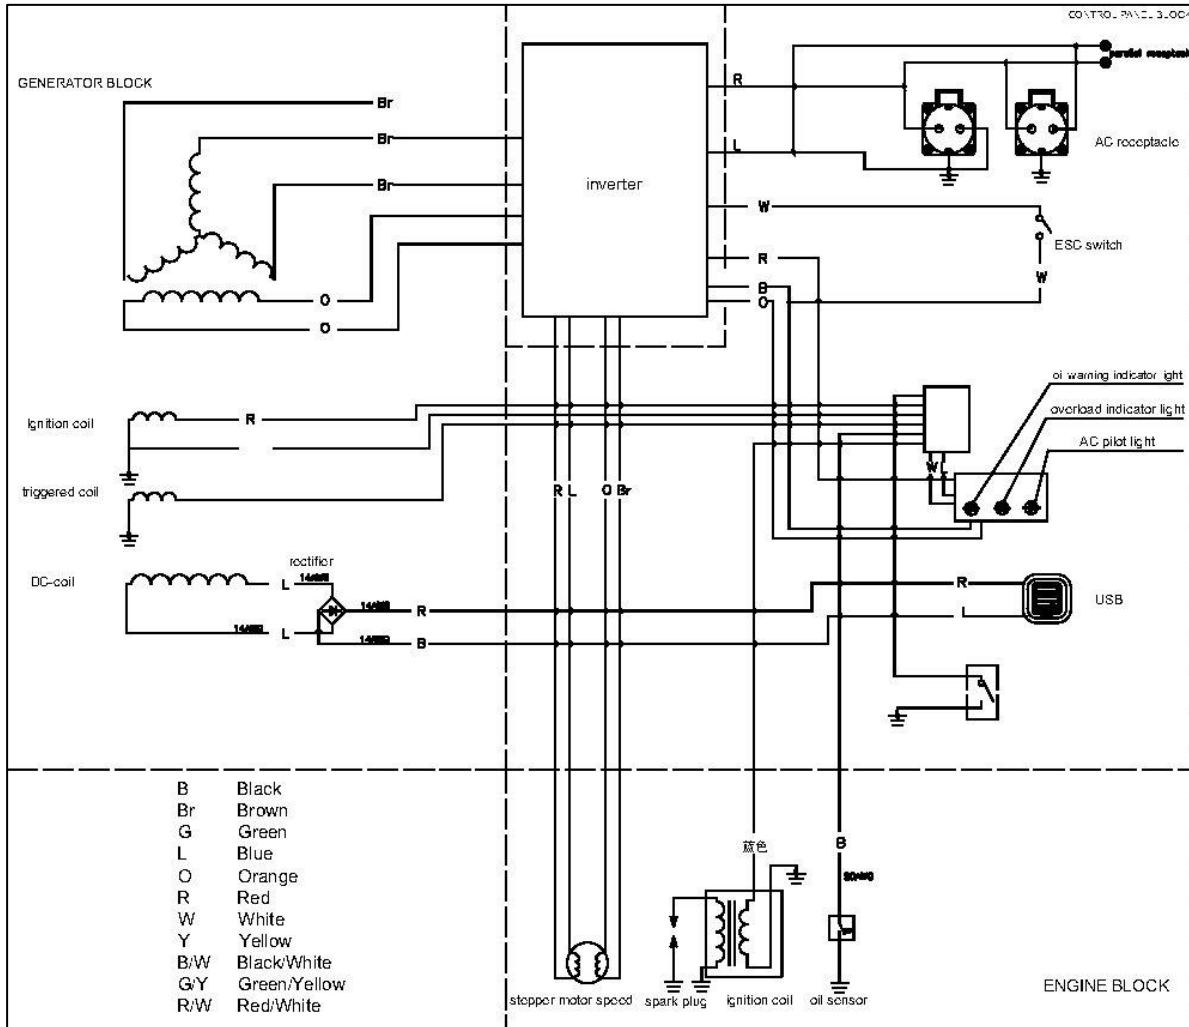 CONTROL PANEL BLOCK
parallel receptacle
GENERATOR BLOCK
Br
R
Br
AC receptacle
L
inverter
Br
W
ESC switch
R
W
B
O
O
O
oil warning indicator light
overload indicator light
Ignition coil
R
AC pilot light
W L
triggered coil
R L O Br
rectifier
DC-coil
L
R
USB
R
L
L
B
B Black
Br Brown
G Green
L Blue
O Orange
R Red
W White
Y Yellow
B/W Black/White
G/Y Green/Yellow
R/W Red/White
蓝色
B
ENGINE BLOCK
stepper motor speed
spark plug
ignition coil
oil sensor